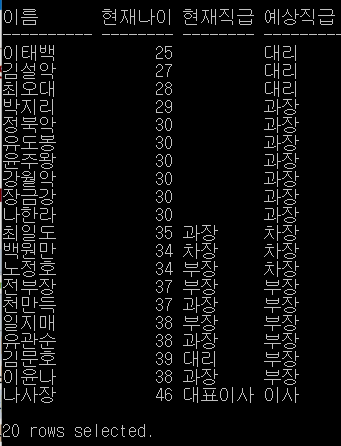 이름 현재나이 현재직급 예상직급
---------- -------- -------- --------
이태백 25 대리
김설악 27 대리
최오대 28 대리
박지리 29 과장
정북악 30 과장
유도봉 30 과장
윤주왕 30 과장
강월악 30 과장
장금강 30 과장
나한라 30 과장
최일도 35 과장 차장
백원만 34 차장 차장
노정호 34 부장 차장
전부장 37 부장 부장
천만득 37 과장 부장
일지매 38 부장 부장
유관순 38 과장 부장
김문호 39 대리 부장
이윤나 38 과장 부장
나사장 46 대표이사 이사
20 rows selected.